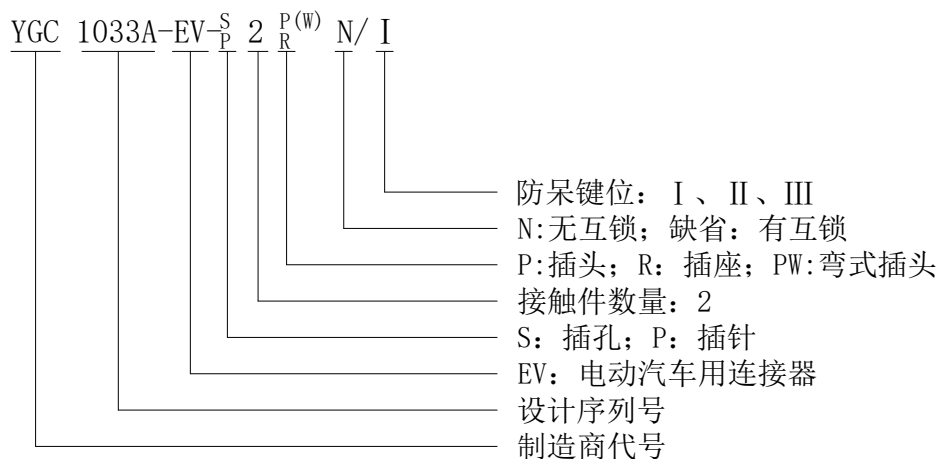 YGC 1033A-EV-S/P 2 P(W)/R N/Ⅰ
防呆键位：Ⅰ、Ⅱ、Ⅲ
N:无互锁；缺省：有互锁
P:插头；R：插座；PW:弯式插头
接触件数量：2
S：插孔；P：插针
EV：电动汽车用连接器
设计序列号
制造商代号